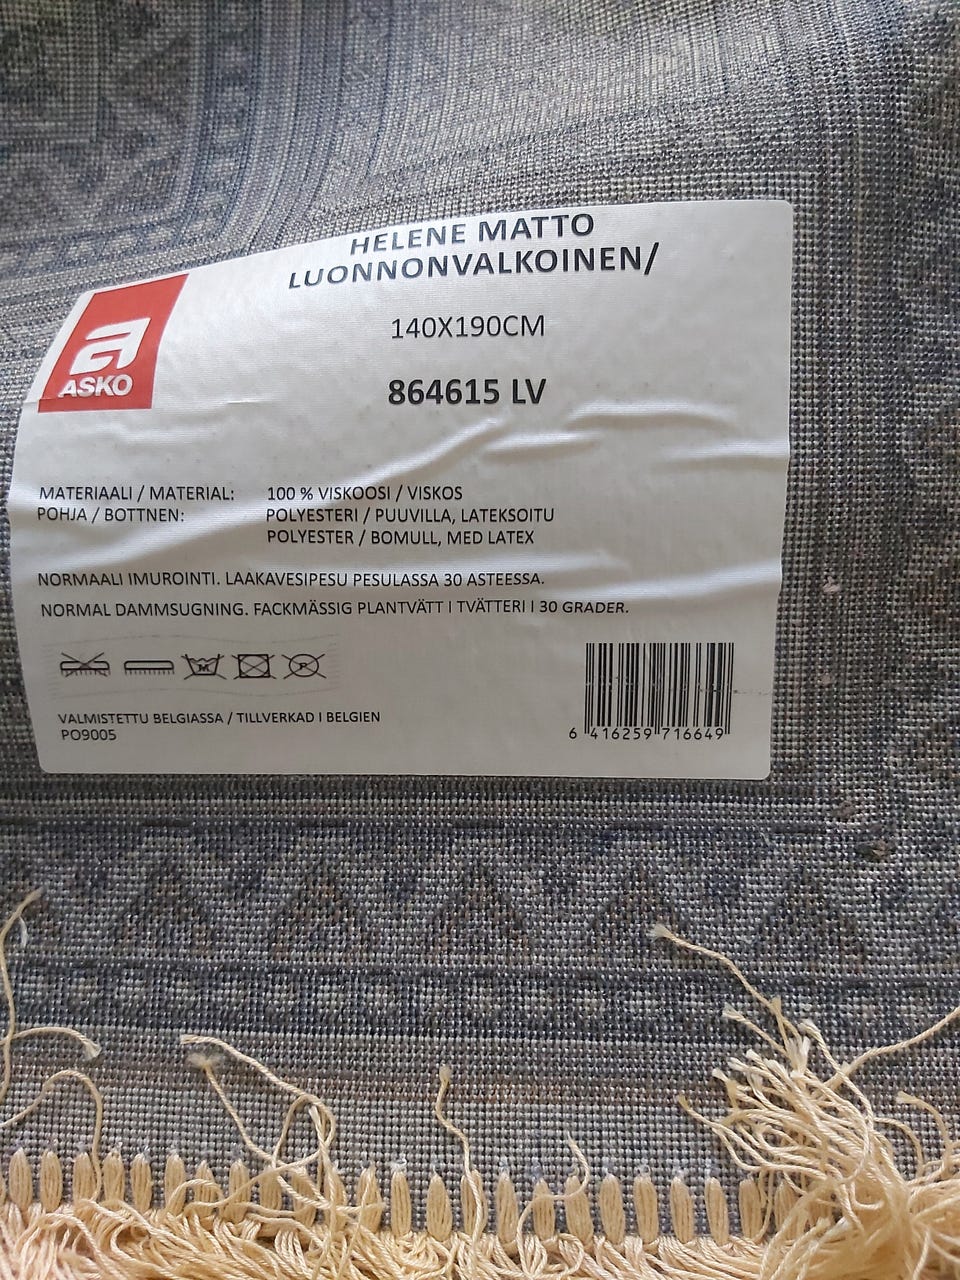 HELENE MATTO
LUONNONVALKOINEN/
140X190CM
864615 LV
a
ASKO
MATERIAALI / MATERIAL: 100 % VISKOOSI / VISKOS
POHJA / BOTTNEN: POLYESTERI / PUUVILLA, LATEKSOITU
POLYESTER / BOMULL, MED LATEX
NORMAALI IMUROINTI. LAAKAVESIPESU PESULASSA 30 ASTEESSA.
NORMAL DAMMSUGNING. FACKMÄSSIG PLANTVÄTT I TVÄTTERI I 30 GRADER.
M P
VALMISTETTU BELGIASSA / TILLVERKAD I BELGIEN
PO9005
6 416259 716649